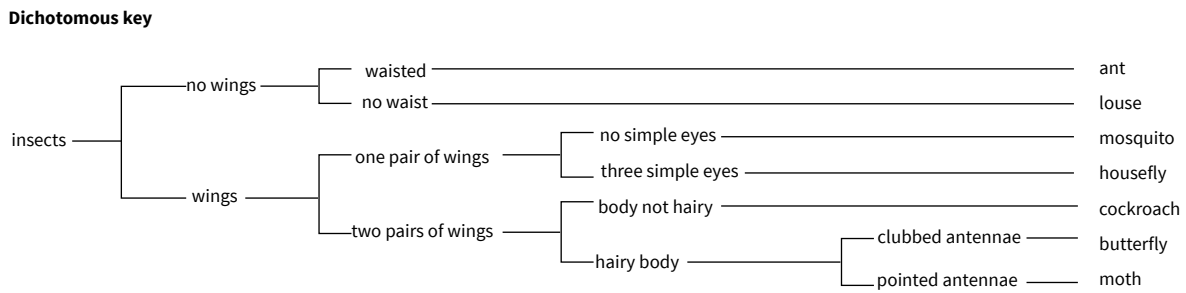 Dichotomous key
waisted ant
no wings
no waist louse
no simple eyes mosquito
insects
one pair of wings
three simple eyes housefly
wings
body not hairy cockroach
two pairs of wings
clubbed antennae butterfly
hairy body
pointed antennae moth